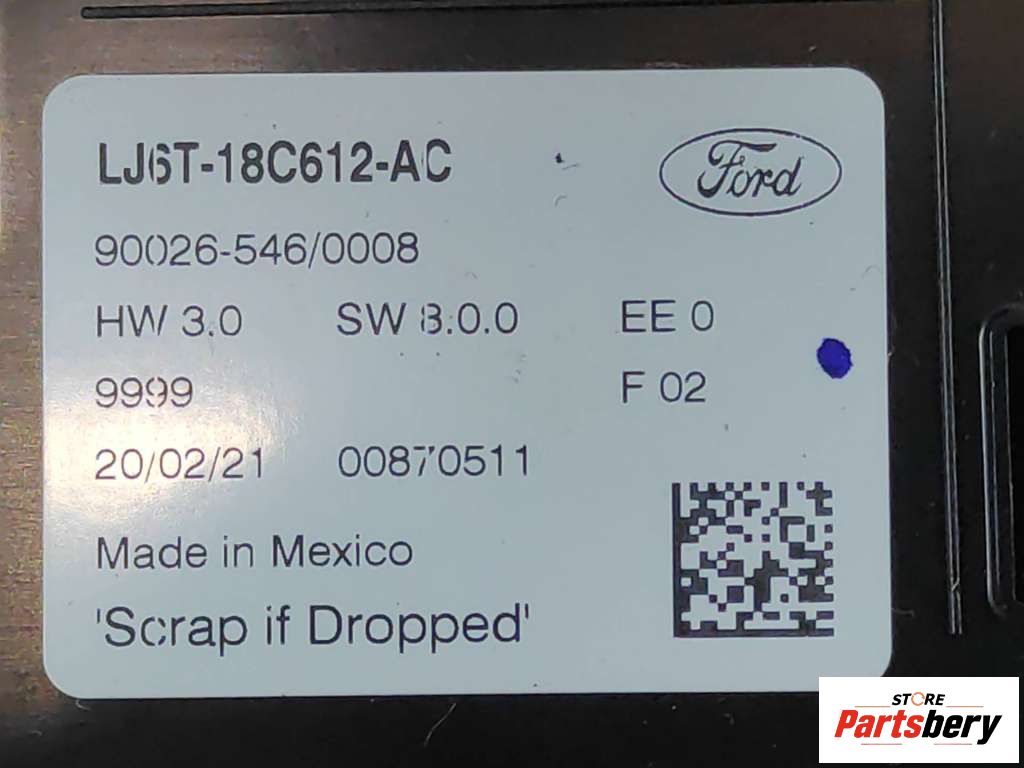 LJ6T-18C612-AC
Ford
90026-546/0008
HW 3.0 SW 8.0.0 EE 0
9999 F 02
20/02/21 00870511
Made in Mexico
'Scrap if Dropped'
STORE
Partsbery